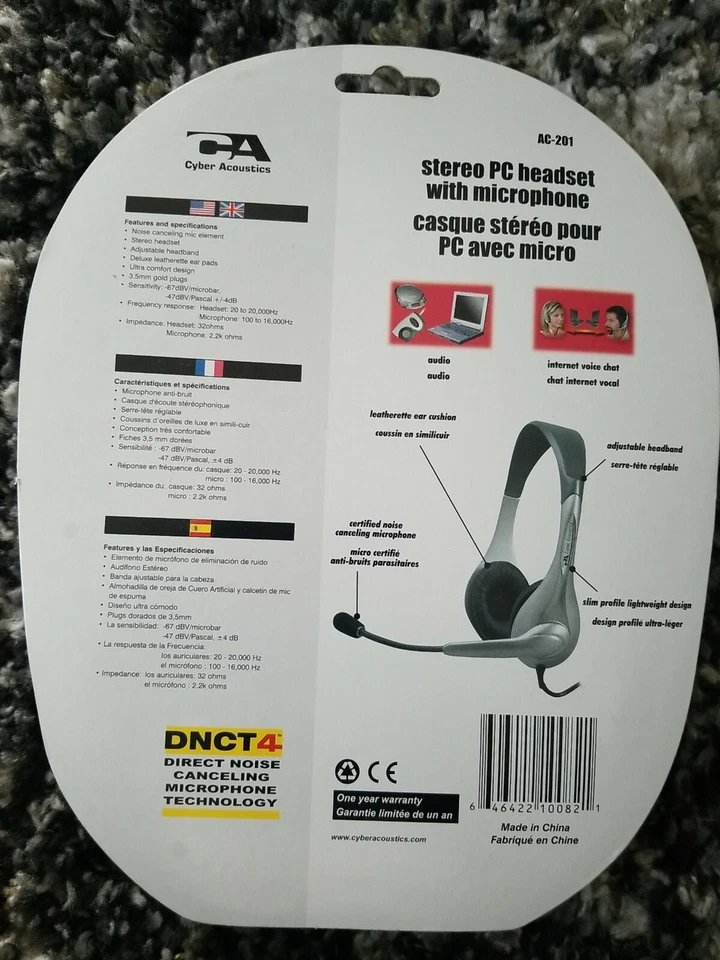 CA
Cyber Acoustics
Features and specifications
• Noise canceling mic element
• Stereo headset
• Adjustable headband
• Deluxe leatherette ear pads
• Ultra comfort design
• 3.5mm gold plugs
• Sensitivity: -67dBV/microbar,
-47dBV/Pascal +/-4dB
• Frequency response: Headset: 20 to 20,000Hz
Microphone: 100 to 16,000Hz
• Impedance: Headset: 32ohms
Microphone: 2.2k ohms
Caractéristiques et spécifications
• Microphone anti-bruit
• Casque d'écoute stéréophonique
• Serre-tête réglable
• Coussins d'oreilles de luxe en simili-cuir
• Conception très confortable
• Fiches 3,5 mm dorées
• Sensibilité : -67 dBV/microbar
-47 dBV/Pascal, ±4 dB
• Réponse en fréquence du: casque: 20 - 20,000 Hz
micro : 100 - 16,000 Hz
• Impédance du: casque: 32 ohms
micro : 2.2k ohms
Features y las Especificaciones
• Elemento de micrófono de eliminación de ruido
• Audifono Estéreo
• Banda ajustable para la cabeza
• Almohadilla de oreja de Cuero Artificial y calcetin de mic
de espuma
• Diseño ultra cómodo
• Plugs dorados de 3,5mm
• La sensibilidad: -67 dBV/microbar
-47 dBV/Pascal, ±4 dB
• La respuesta de la Frecuencia:
los auriculares: 20 - 20,000 Hz
el micrófono : 100 - 16,000 Hz
• Impedance: los auriculares: 32 ohms
el micrófono : 2.2k ohms
DNCT4™
DIRECT NOISE
CANCELING
MICROPHONE
TECHNOLOGY
AC-201
stereo PC headset
with microphone
casque stéréo pour
PC avec micro
audio
audio
internet voice chat
chat internet vocal
leatherette ear cushion
coussin en similicuir
adjustable headband
serre-tête réglable
certified noise
canceling microphone
micro certifié
anti-bruits parasitaires
CA Cyber Acoustics
slim profile lightweight design
design profilé ultra-léger
CE
One year warranty
Garantie limitée de un an
www.cyberacoustics.com
6 46422 10082 1
Made in China
Fabriqué en Chine